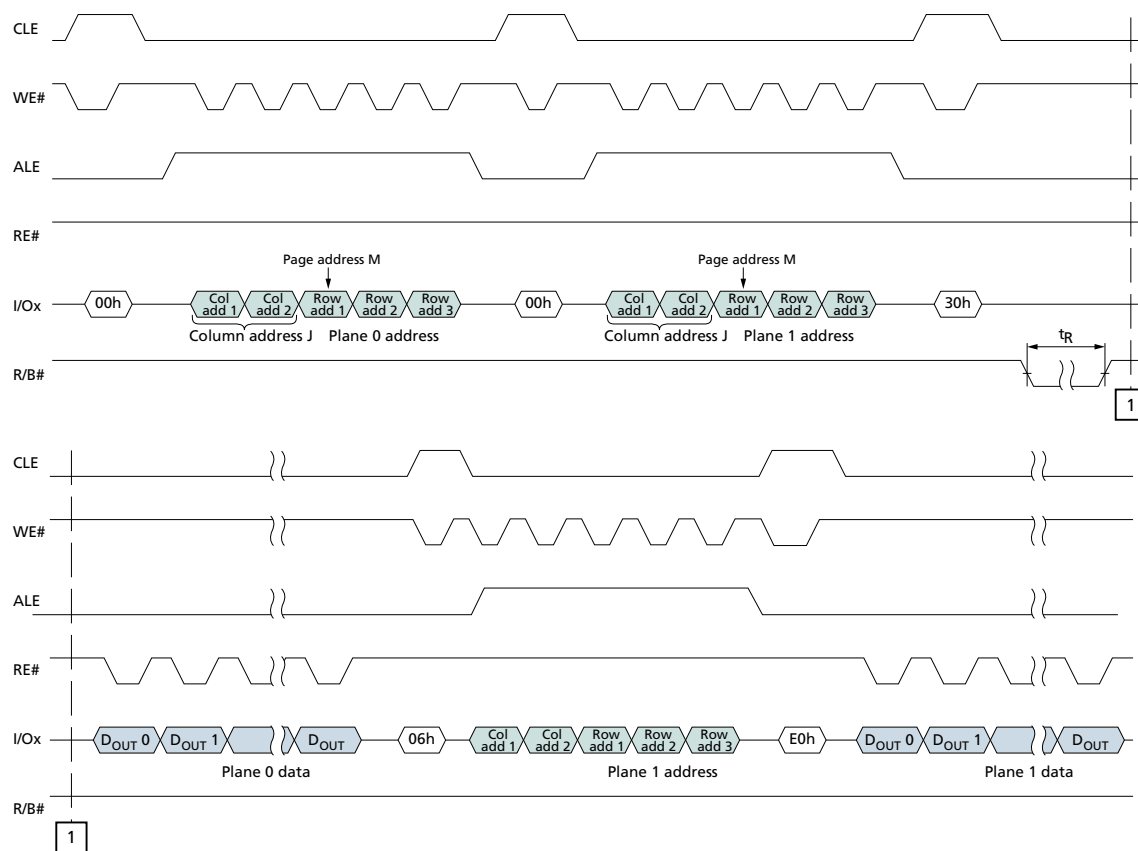 CLE
WE#
ALE
RE#
Page address M
Page address M
I/Ox 00h Col add 1 Col add 2 Row add 1 Row add 2 Row add 3 00h Col add 1 Col add 2 Row add 1 Row add 2 Row add 3 30h
Column address J Plane 0 address Column address J Plane 1 address
tR
R/B#
1
CLE
WE#
ALE
RE#
I/Ox DOUT 0 DOUT 1 DOUT 06h Col add 1 Col add 2 Row add 1 Row add 2 Row add 3 E0h DOUT 0 DOUT 1 DOUT
Plane 0 data Plane 1 address Plane 1 data
R/B#
1